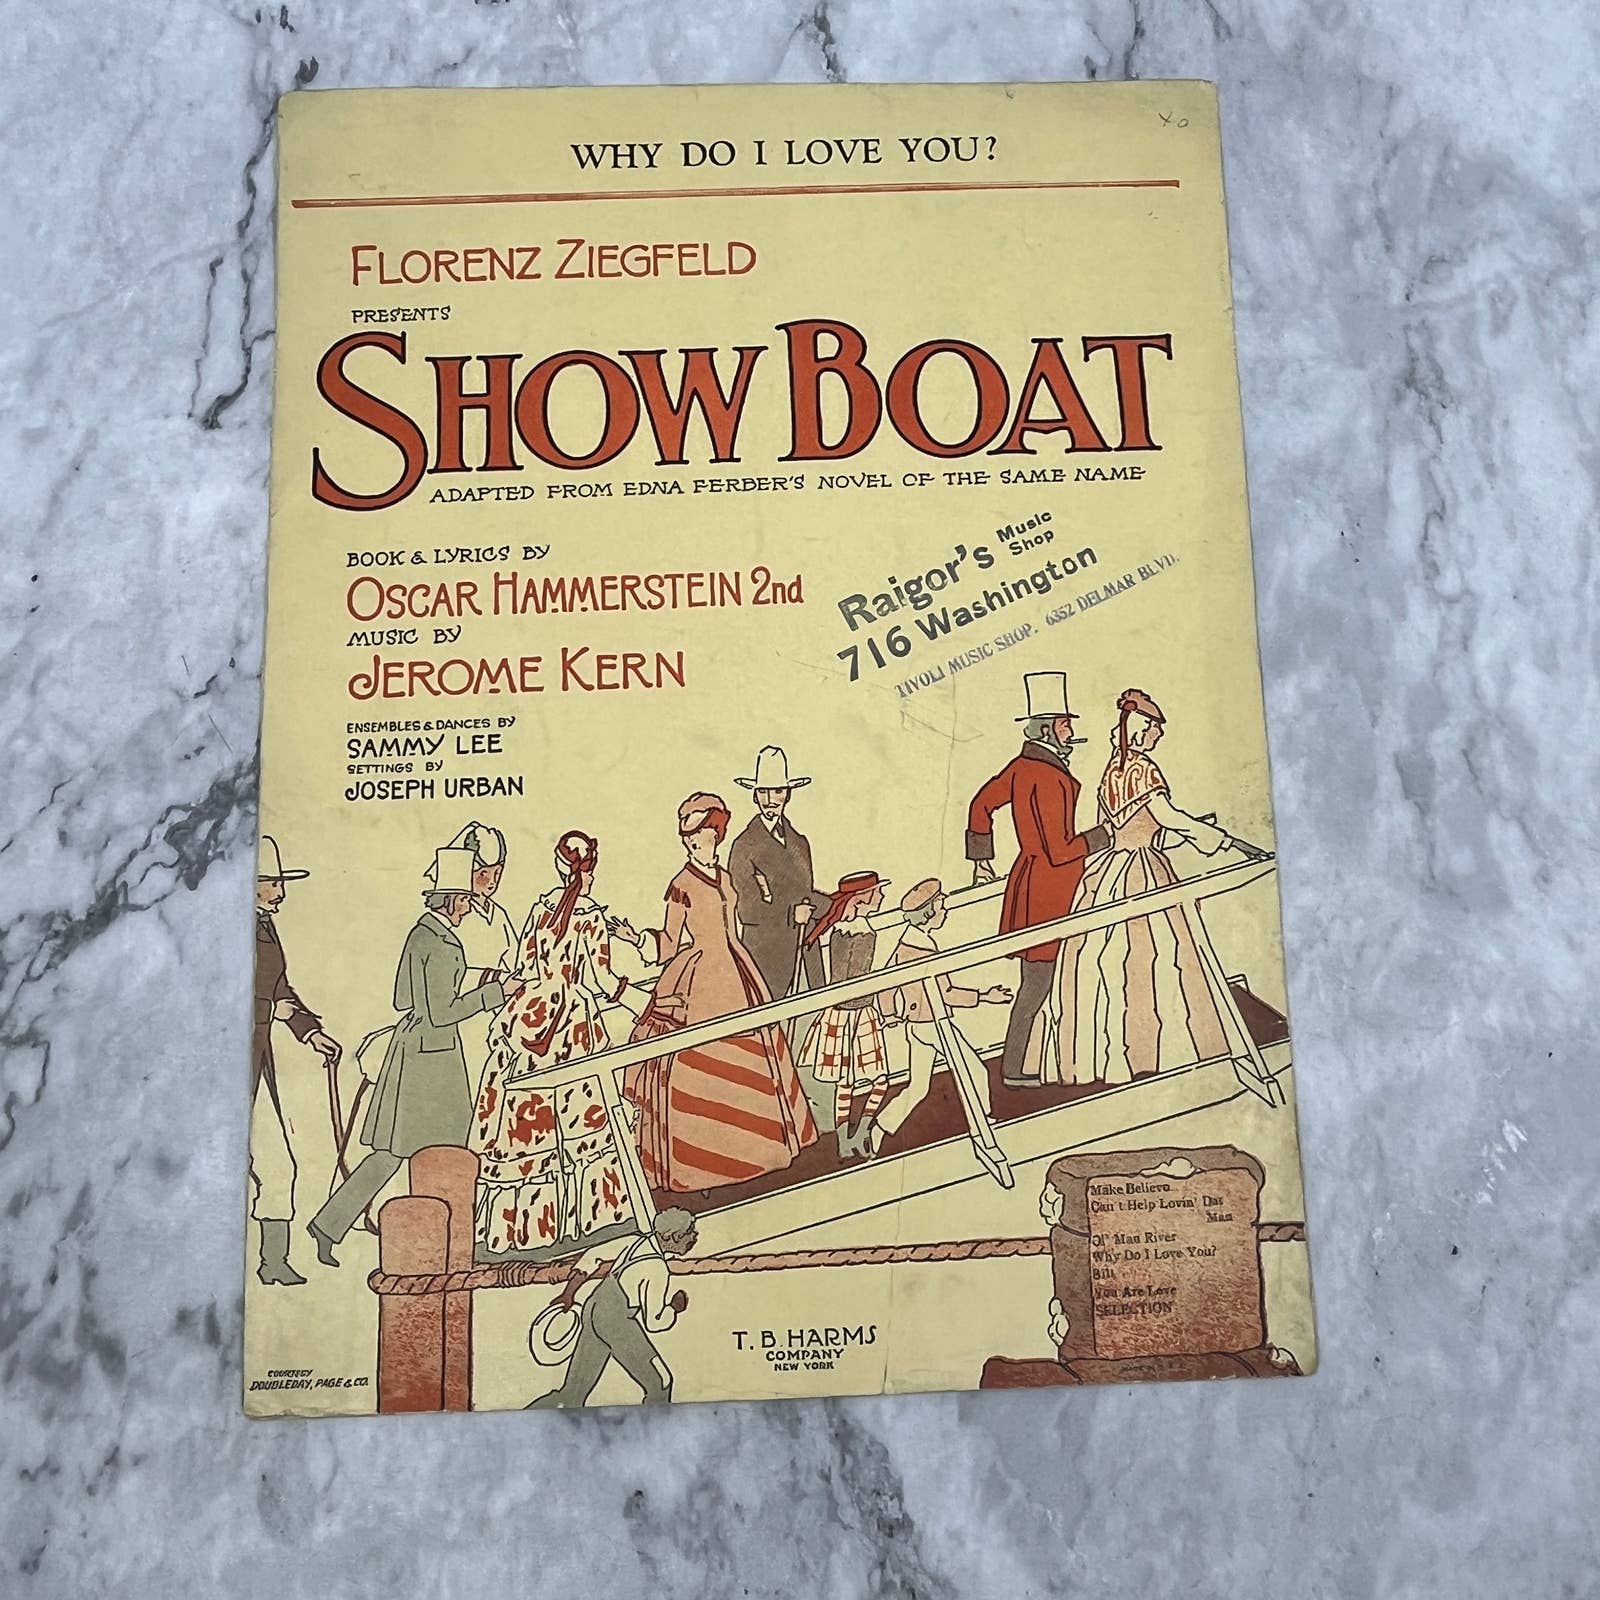 WHY DO I LOVE YOU?
FLORENZ ZIEGFELD
PRESENTS
SHOW BOAT
ADAPTED FROM EDNA FERBER'S NOVEL OF THE SAME NAME
BOOK & LYRICS BY
OSCAR HAMMERSTEIN 2nd
MUSIC BY
JEROME KERN
ENSEMBLES & DANCES BY
SAMMY LEE
SETTINGS BY
JOSEPH URBAN
Raigor's Music Shop
716 Washington
TIVOLI MUSIC SHOP. 6352 DELMAR BLVD.
Make Believe
Can't Help Lovin' Dat
Man
Ol' Man River
Why Do I Love You?
Bill
You Are Love
SELECTION
T. B. HARMS
COMPANY
NEW YORK
COURTESY
DOUBLEDAY, PAGE & CO.